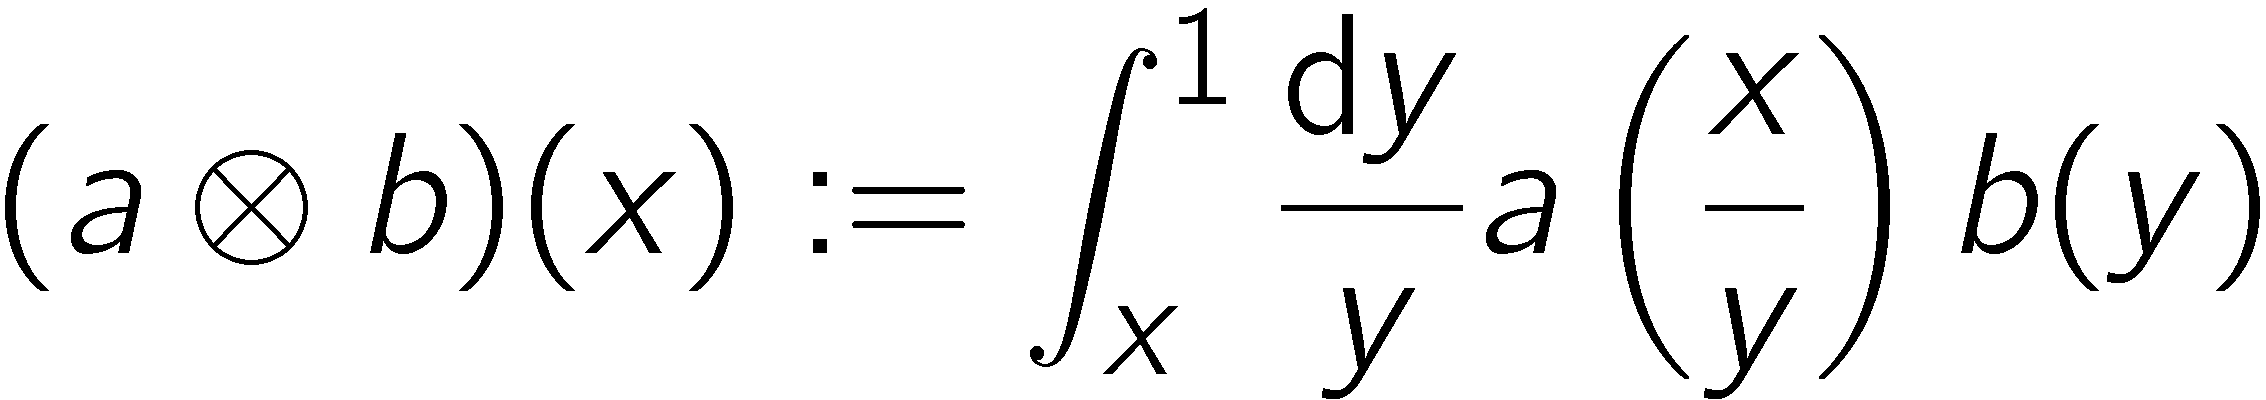 (a ⊗ b)(x) := ∫_x^1 dy/y a (x/y) b(y)